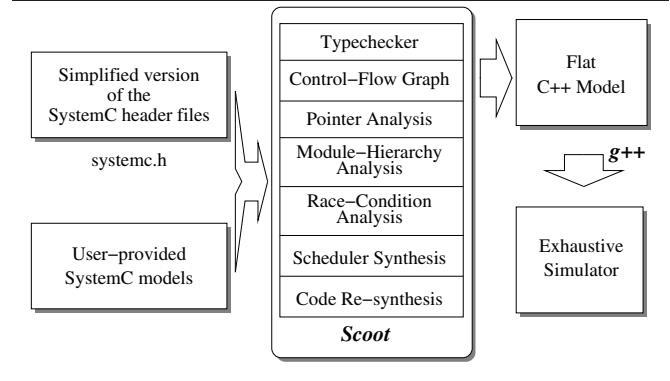 Simplified version
of the
SystemC header files
systemc.h
User−provided
SystemC models
Typechecker
Control−Flow Graph
Pointer Analysis
Module−Hierarchy
Analysis
Race−Condition
Analysis
Scheduler Synthesis
Code Re−synthesis
Scoot
Flat
C++ Model
g++
Exhaustive
Simulator